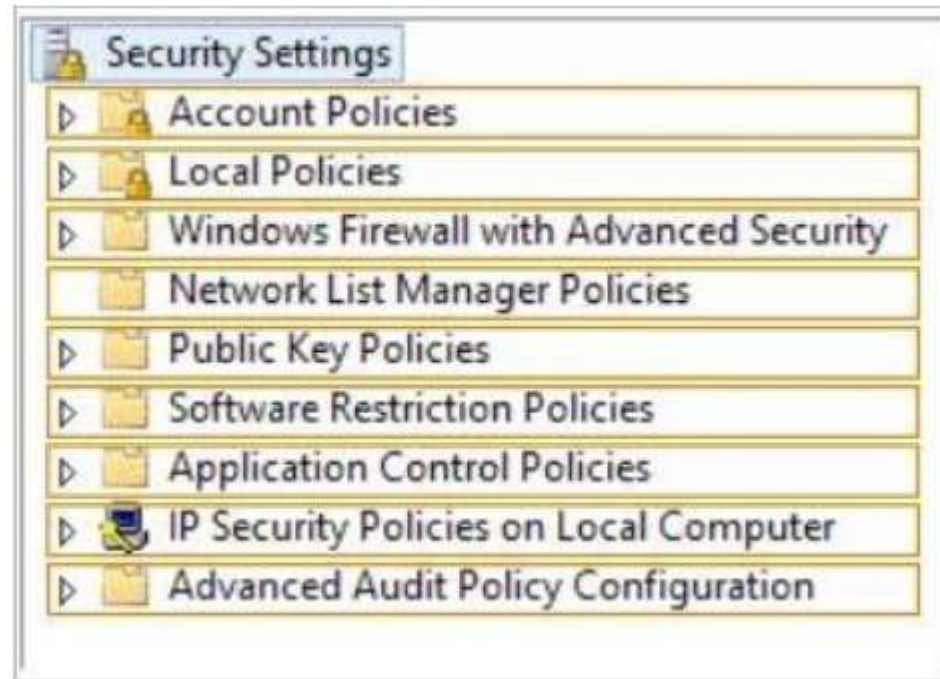 Security Settings
Account Policies
Local Policies
Windows Firewall with Advanced Security
Network List Manager Policies
Public Key Policies
Software Restriction Policies
Application Control Policies
IP Security Policies on Local Computer
Advanced Audit Policy Configuration